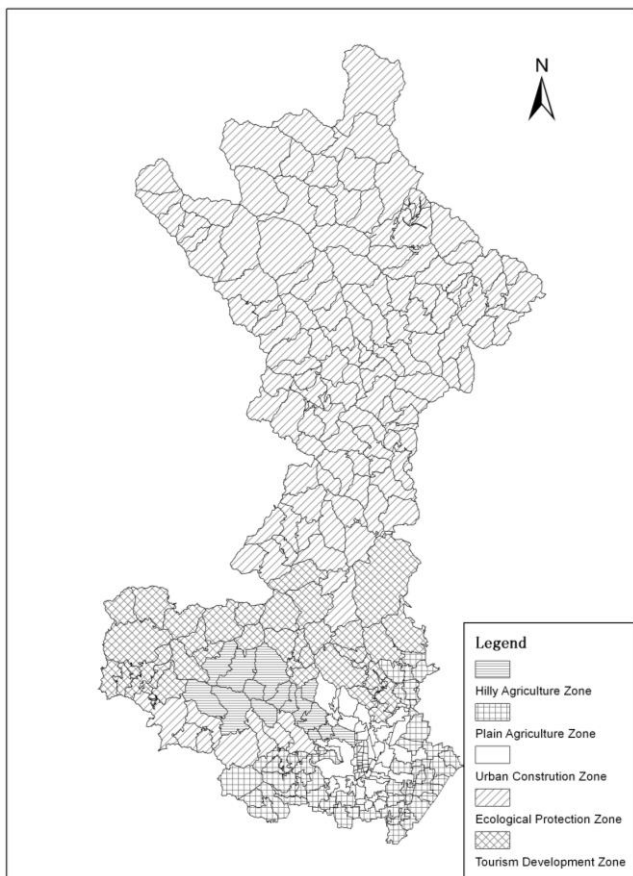 N
Legend
Hilly Agriculture Zone
Plain Agriculture Zone
Urban Constrution Zone
Ecological Protection Zone
Tourism Development Zone